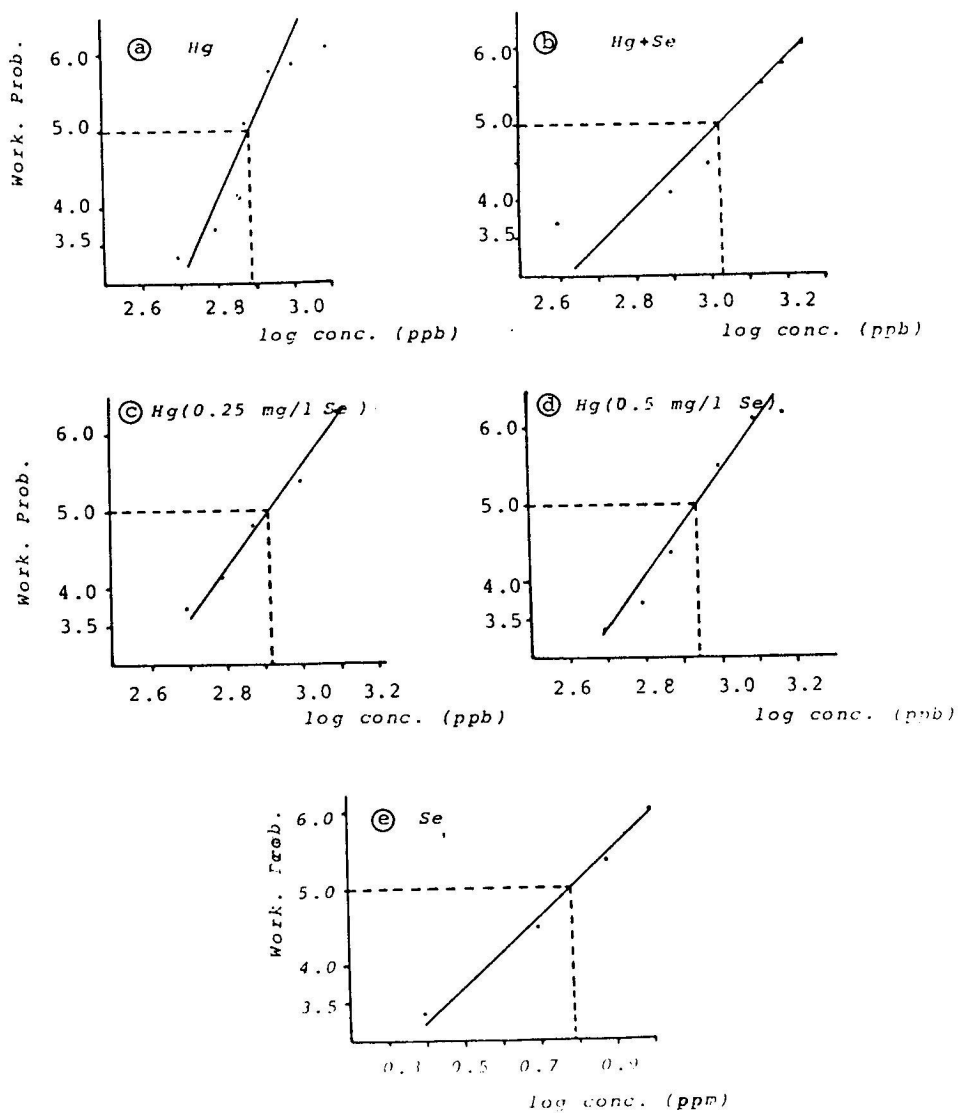 ⓐ Hg
Work. Prob.
6.0
5.0
4.0
3.5
2.6 2.8 3.0
log conc. (ppb)
ⓑ Hg+Se
6.0
5.0
4.0
3.5
2.6 2.8 3.0 3.2
log conc. (ppb)
ⓒ Hg(0.25 mg/l Se)
Work. Prob.
6.0
5.0
4.0
3.5
2.6 2.8 3.0 3.2
log conc. (ppb)
ⓓ Hg(0.5 mg/l Se)
6.0
5.0
4.0
3.5
2.6 2.8 3.0 3.2
log conc. (ppb)
ⓔ Se
Work.
6.0
5.0
4.0
3.5
0.3 0.5 0.7 0.9
log conc. (ppm)